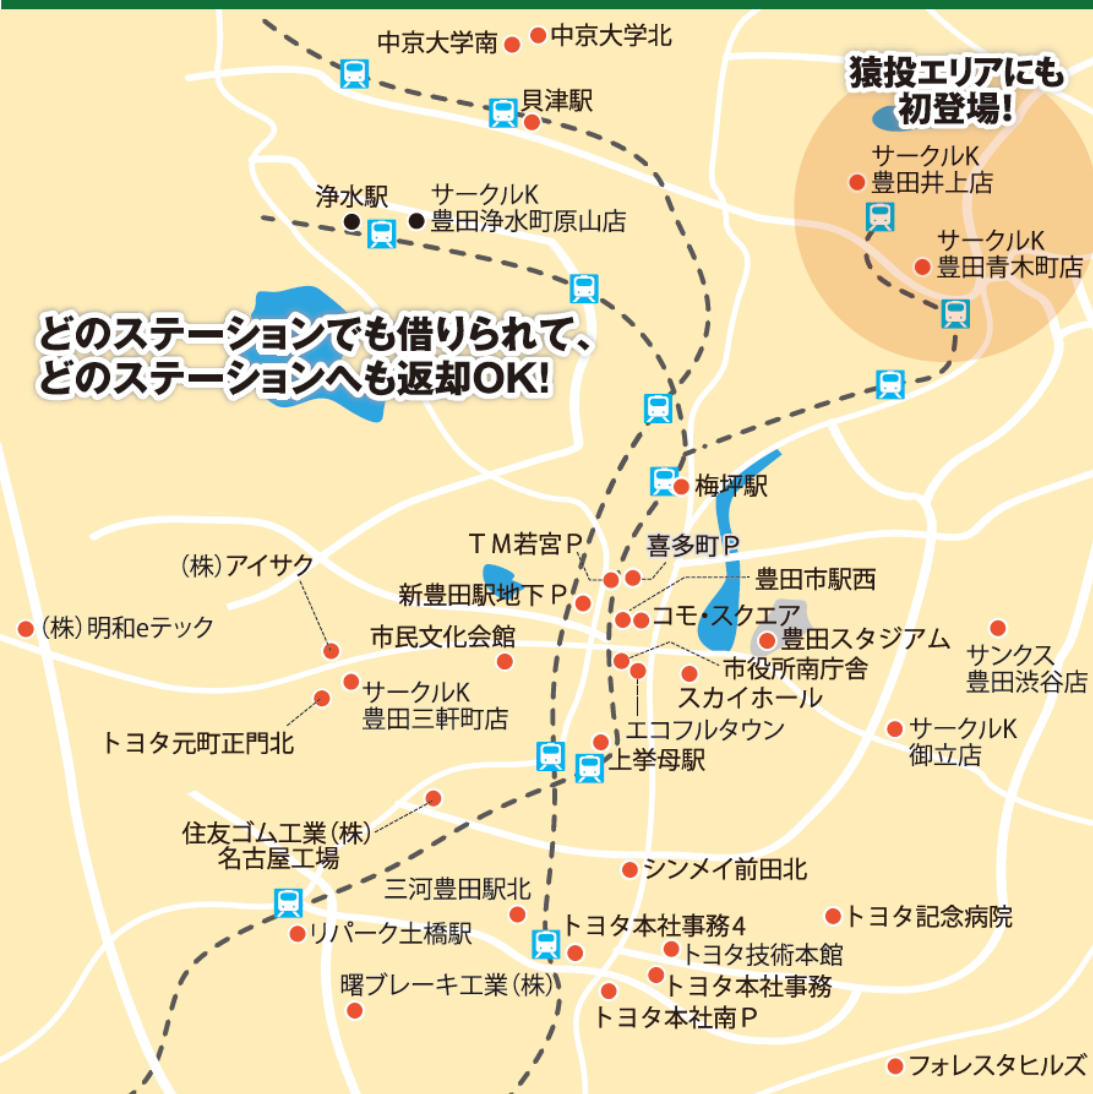 中京大学南
中京大学北
貝津駅
猿投エリアにも
初登場!
サークルK
豊田井上店
浄水駅
サークルK
豊田浄水町原山店
サークルK
豊田青木町店
どのステーションでも借りられて、
どのステーションへも返却OK!
梅坪駅
TM若宮P
喜多町P
(株)アイサク
豊田市駅西
新豊田駅地下P
コモ・スクエア
(株)明和eテック
市民文化会館
豊田スタジアム
サンクス
豊田渋谷店
市役所南庁舎
サークルK
豊田三軒町店
スカイホール
トヨタ元町正門北
エコフルタウン
サークルK
御立店
上挙母駅
住友ゴム工業(株)
名古屋工場
シンメイ前田北
三河豊田駅北
トヨタ本社事務4
トヨタ記念病院
リパーク土橋駅
トヨタ技術本館
曙ブレーキ工業(株)
トヨタ本社事務
トヨタ本社南P
フォレスタヒルズ